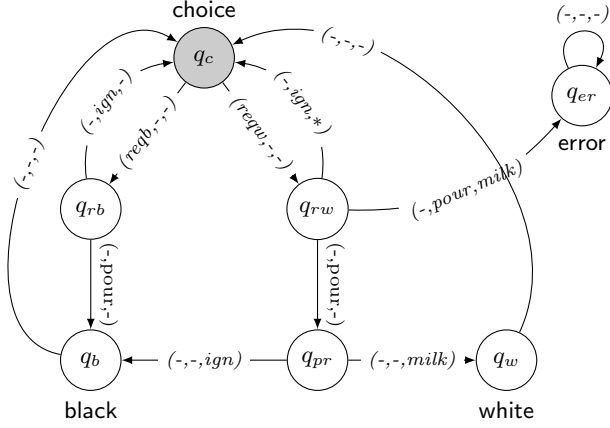 choice
(-,-,-)
(-,-,-)
q_c
q_er
error
(-,ign,-)
(reqb,-,-)
(reqw,-,-)
(-,ign,*)
(-,-,-)
q_rb
q_rw
(-,pour,milk)
(-,pour,-)
(-,pour,-)
q_b
(-,-,ign)
q_pr
(-,-,milk)
q_w
black
white